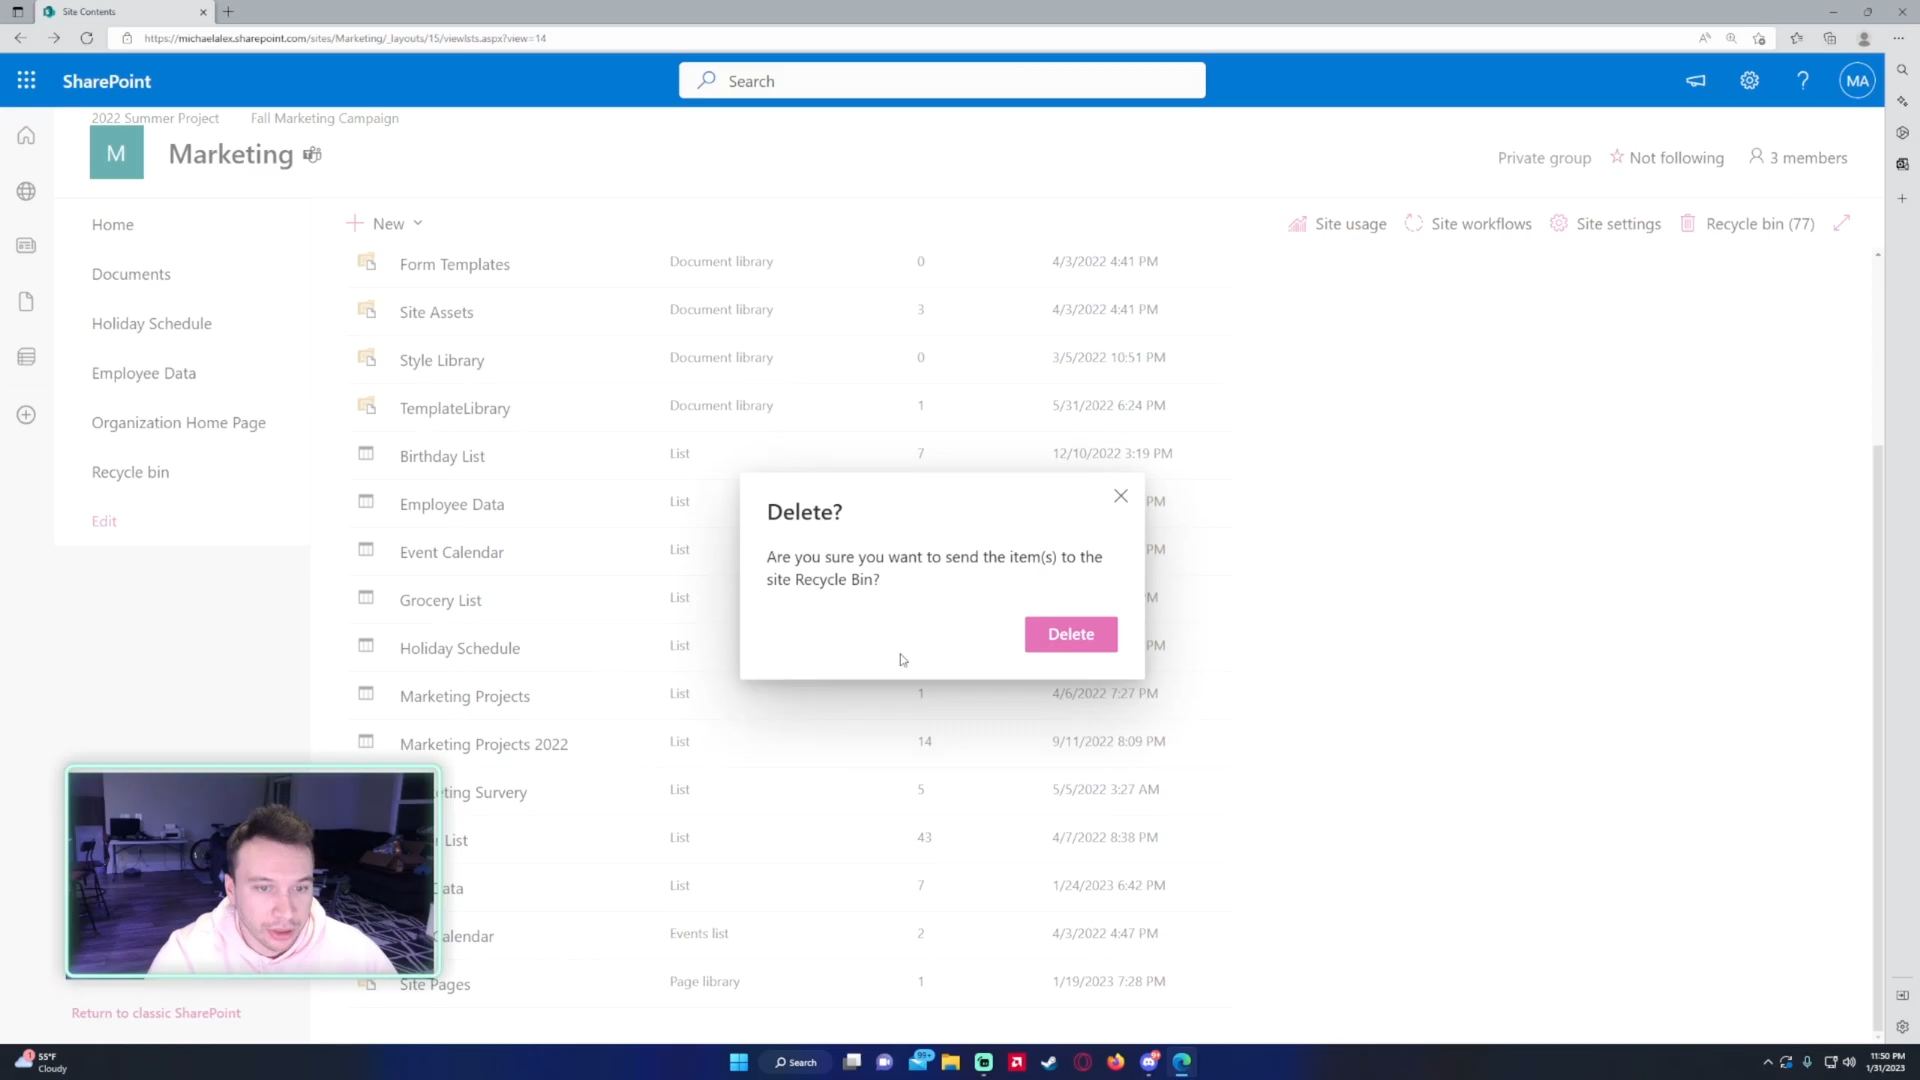 Site Contents
https://michaelalex.sharepoint.com/sites/Marketing/_layouts/15/viewlsts.aspx?view=14
SharePoint
Search
MA
2022 Summer Project
Fall Marketing Campaign
M
Marketing
Private group
Not following
3 members
Home
Documents
Holiday Schedule
Employee Data
Organization Home Page
Recycle bin
Edit
New
Site usage
Site workflows
Site settings
Recycle bin (77)
Form Templates Document library 0 4/3/2022 4:41 PM
Site Assets Document library 3 4/3/2022 4:41 PM
Style Library Document library 0 3/5/2022 10:51 PM
TemplateLibrary Document library 1 5/31/2022 6:24 PM
Birthday List List 7 12/10/2022 3:19 PM
Employee Data List PM
Event Calendar List PM
Grocery List List
Holiday Schedule List PM
Marketing Projects List 1 4/6/2022 7:27 PM
Marketing Projects 2022 List 14 9/11/2022 8:09 PM
eting Survery List 5 5/5/2022 3:27 AM
List List 43 4/7/2022 8:38 PM
ata List 7 1/24/2023 6:42 PM
Calendar Events list 2 4/3/2022 4:47 PM
Site Pages Page library 1 1/19/2023 7:28 PM
Delete?
Are you sure you want to send the item(s) to the
site Recycle Bin?
Delete
Return to classic SharePoint
55°F
Cloudy
Search
99+
11:50 PM
1/31/2023